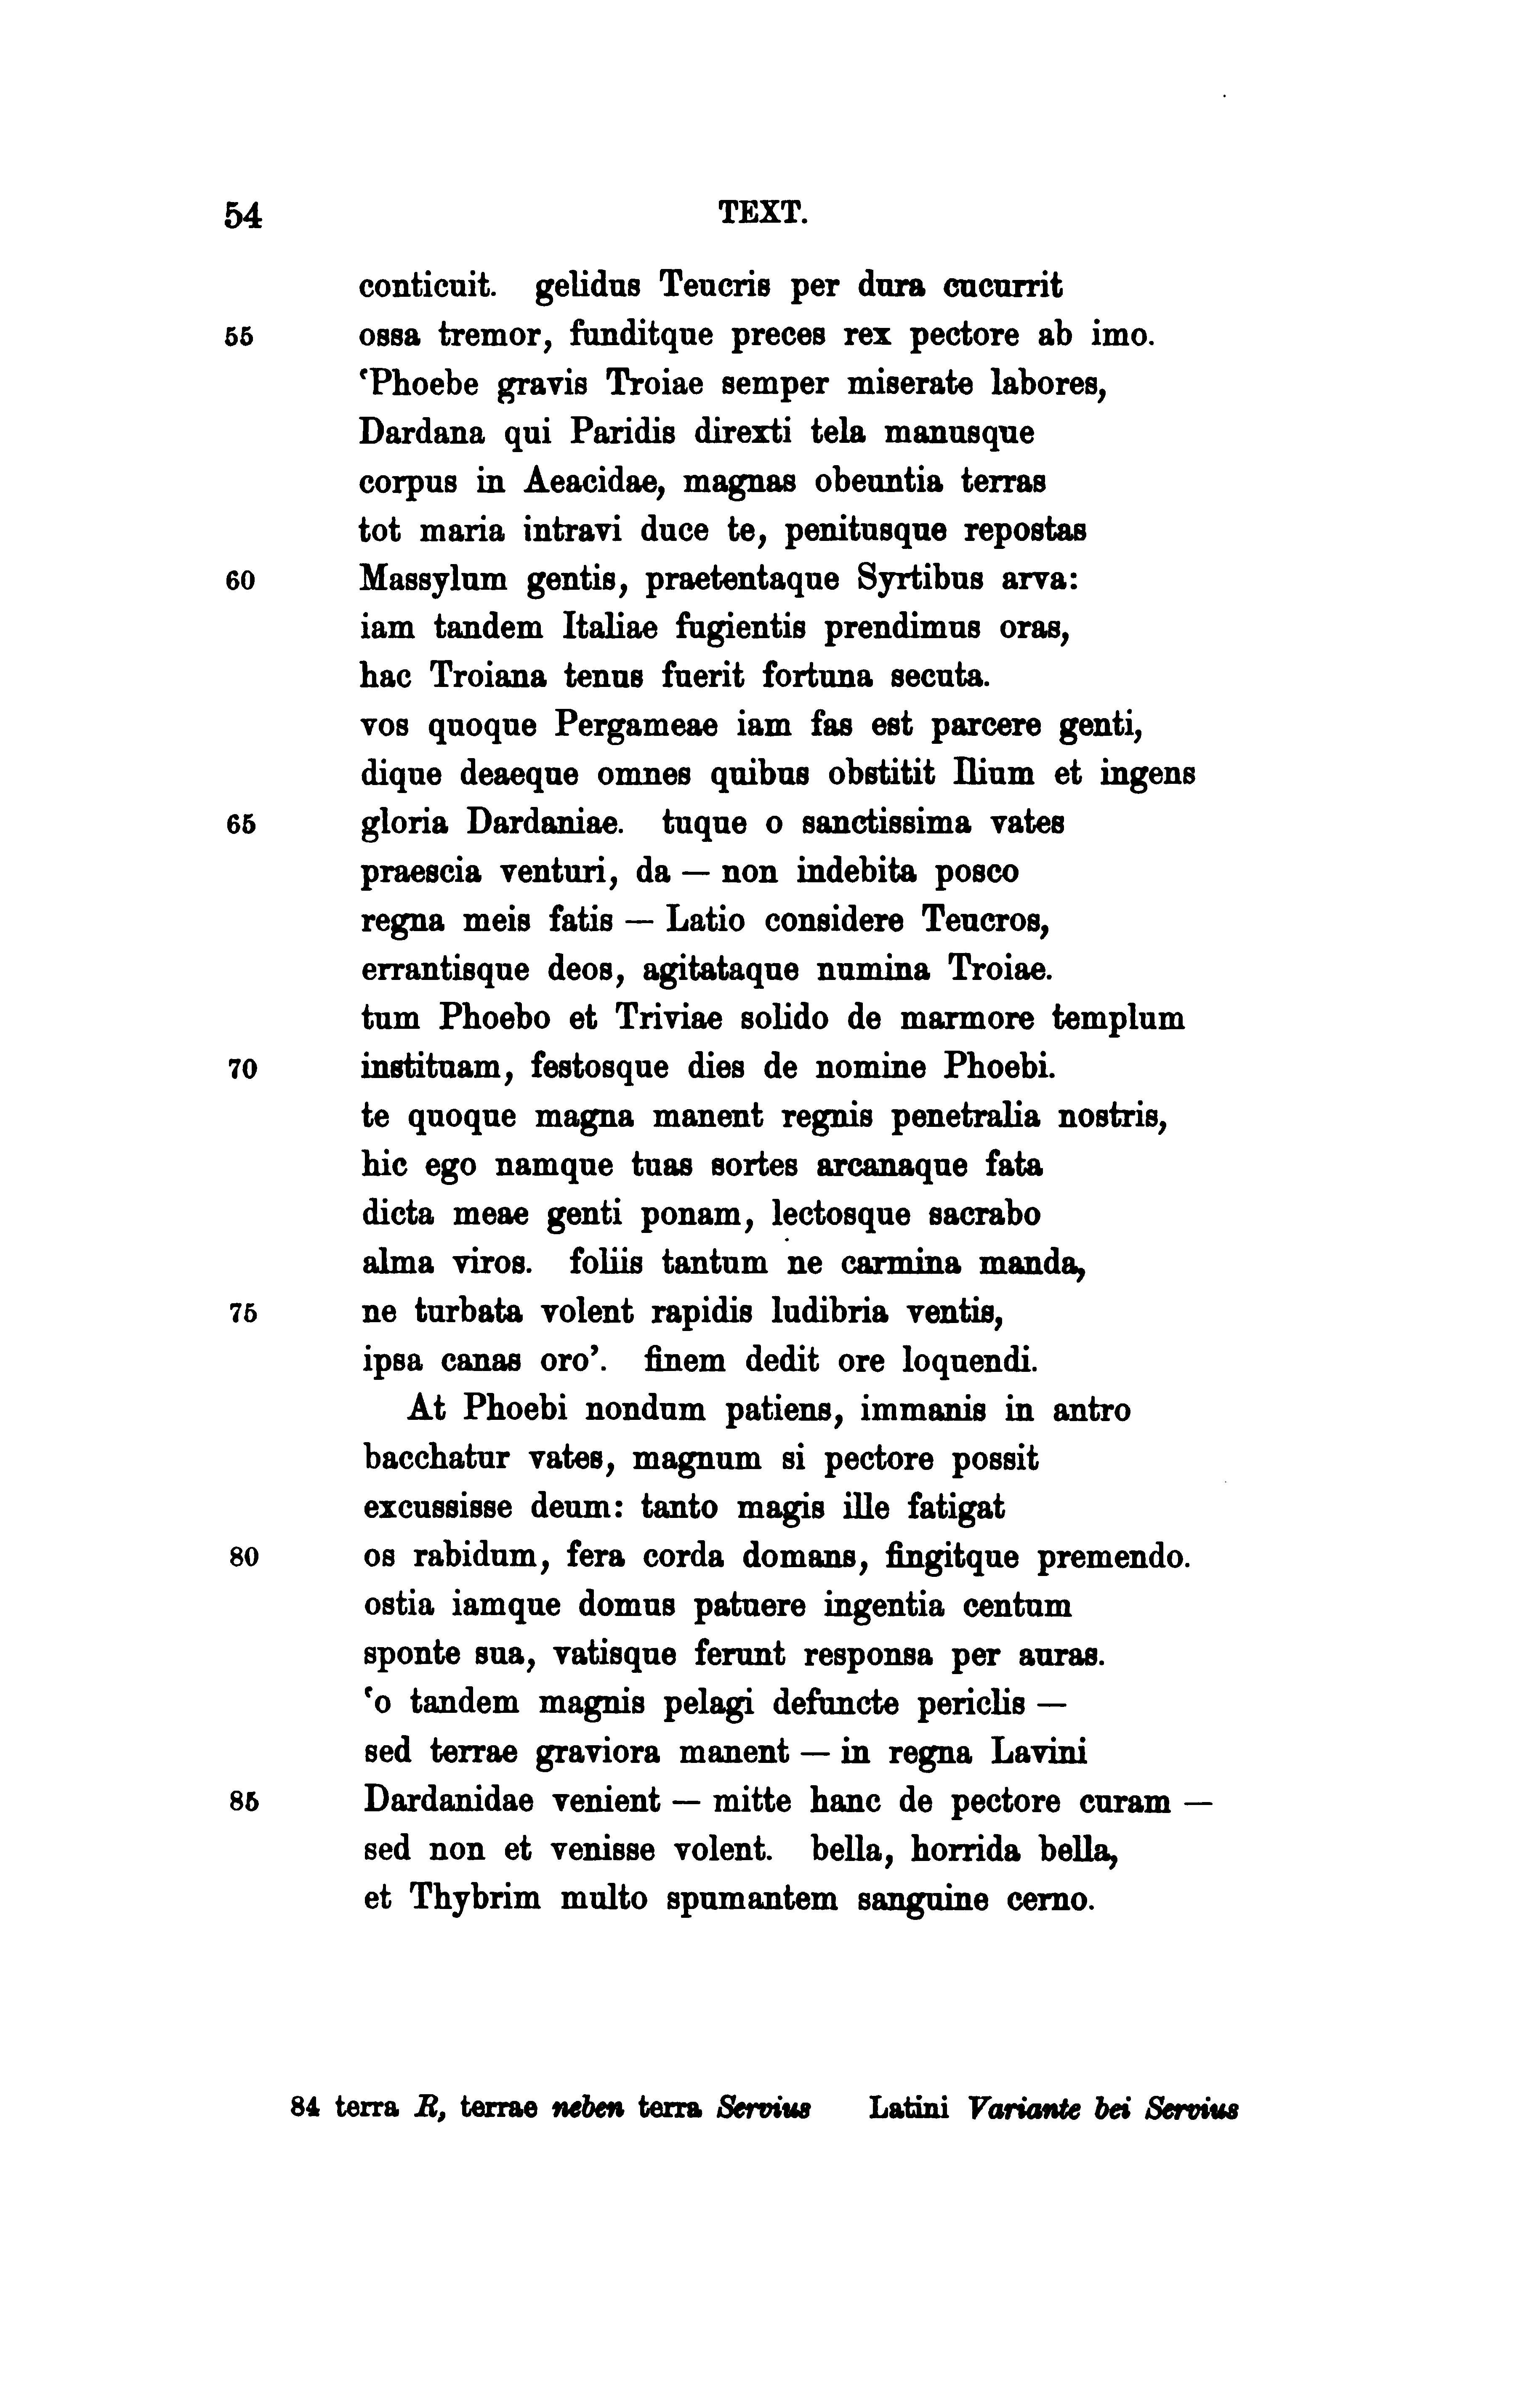 54 TEXT.
conticuit. gelidus Teucris per dura cucurrit
55 ossa tremor, funditque preces rex pectore ab imo.
‘Phoebe gravis Troiae semper miserate labores,
Dardana qui Paridis direxti tela manusque
corpus in Aeacidae, magnas obeuntia terras
tot maria intravi duce te, penitusque repostas
60 Massylum gentis, praetentaque Syrtibus arva:
iam tandem Italiae fugientis prendimus oras,
hac Troiana tenus fuerit fortuna secuta.
vos quoque Pergameae iam fas est parcere genti,
dique deaeque omnes quibus obstitit Ilium et ingens
65 gloria Dardaniae. tuque o sanctissima vates
praescia venturi, da — non indebita posco
regna meis fatis — Latio considere Teucros,
errantisque deos, agitataque numina Troiae.
tum Phoebo et Triviae solido de marmore templum
70 instituam, festosque dies de nomine Phoebi.
te quoque magna manent regnis penetralia nostris,
hic ego namque tuas sortes arcanaque fata
dicta meae genti ponam, lectosque sacrabo
alma viros. foliis tantum ne carmina manda,
75 ne turbata volent rapidis ludibria ventis,
ipsa canas oro’. finem dedit ore loquendi.
At Phoebi nondum patiens, immanis in antro
bacchatur vates, magnum si pectore possit
excussisse deum: tanto magis ille fatigat
80 os rabidum, fera corda domans, fingitque premendo.
ostia iamque domus patuere ingentia centum
sponte sua, vatisque ferunt responsa per auras.
‘o tandem magnis pelagi defuncte periclis —
sed terrae graviora manent — in regna Lavini
85 Dardanidae venient — mitte hanc de pectore curam —
sed non et venisse volent. bella, horrida bella,
et Thybrim multo spumantem sanguine cerno.
84 terra R, terrae neben terra Servius Latini Variante bei Servius